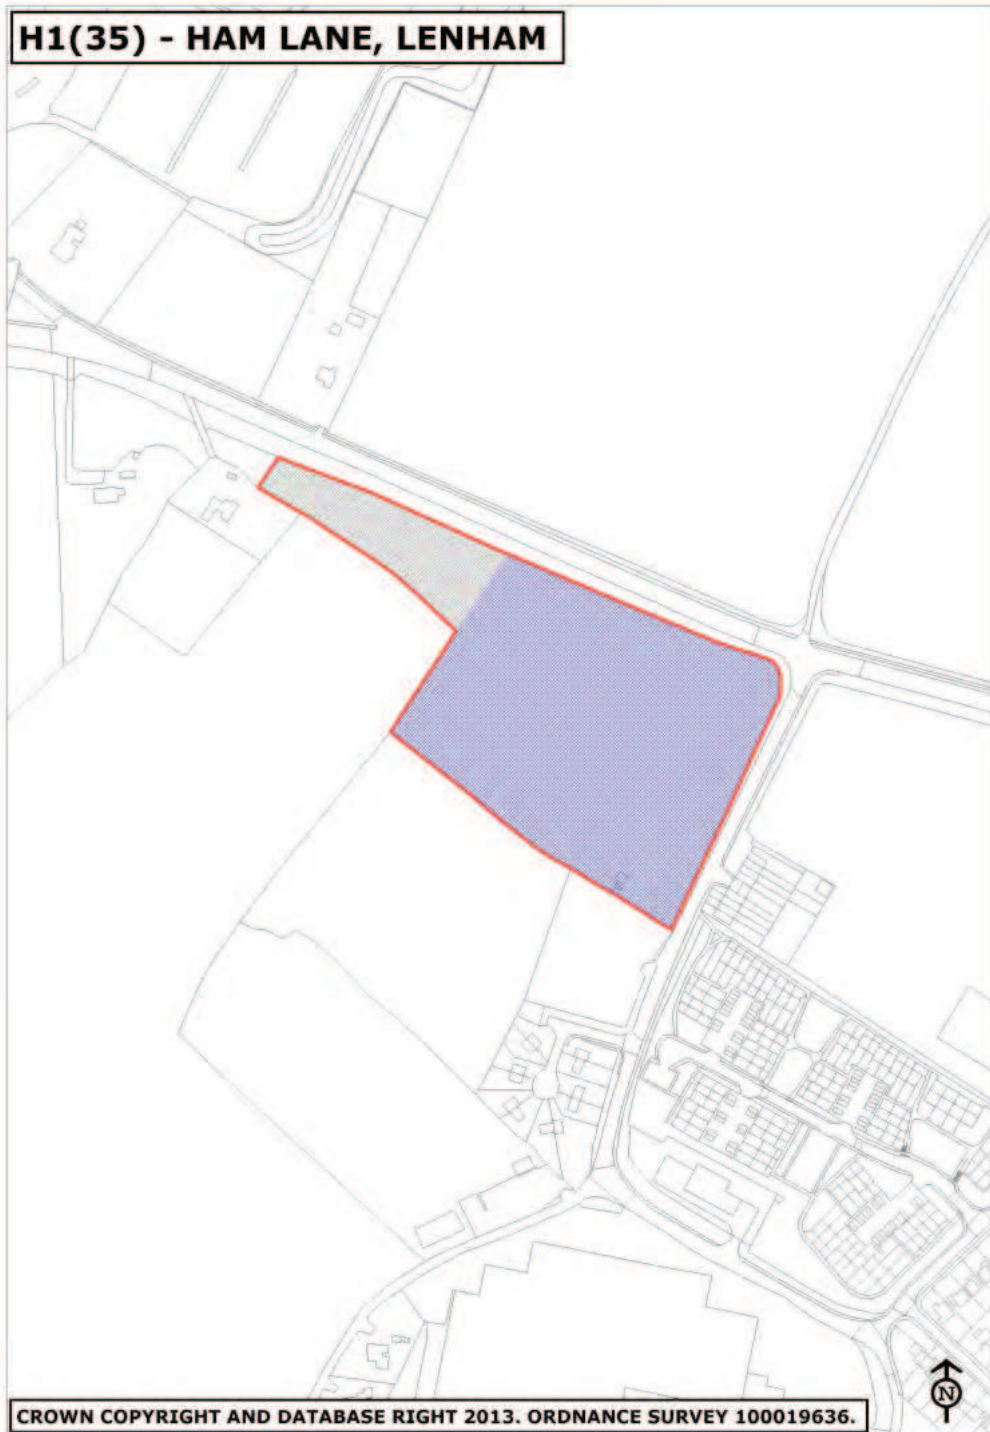 H1(35) - HAM LANE, LENHAM
N
CROWN COPYRIGHT AND DATABASE RIGHT 2013. ORDNANCE SURVEY 100019636.